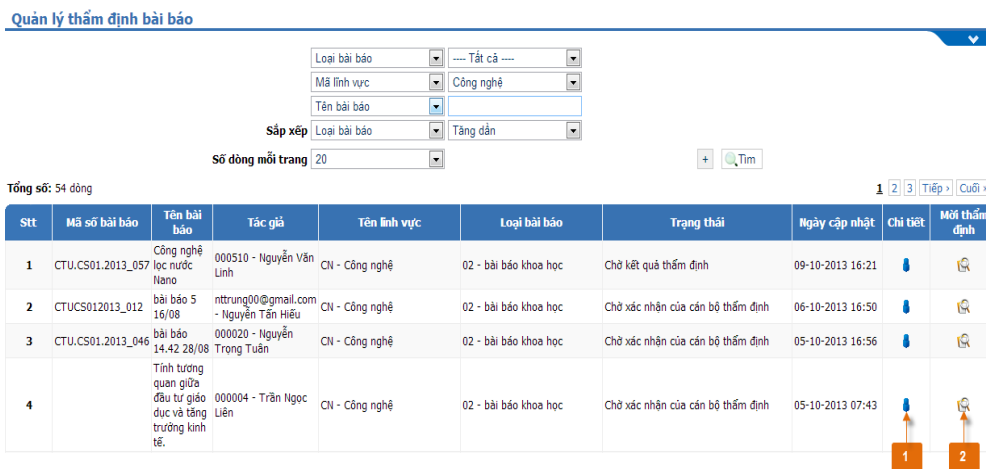 Quản lý thẩm định bài báo
Loại bài báo ---- Tất cả ----
Mã lĩnh vực Công nghệ
Tên bài báo
Sắp xếp Loại bài báo Tăng dần
Số dòng mỗi trang 20 + Tìm
Tổng số: 54 dòng 1 2 3 Tiếp › Cuối »
Stt Mã số bài báo Tên bài báo Tác giả Tên lĩnh vực Loại bài báo Trạng thái Ngày cập nhật Chi tiết Mời thẩm định
1 CTU.CS01.2013_057 Công nghệ lọc nước Nano 000510 - Nguyễn Văn Linh CN - Công nghệ 02 - bài báo khoa học Chờ kết quả thẩm định 09-10-2013 16:21
2 CTUCS012013_012 bài báo 5 16/08 nttrung00@gmail.com - Nguyễn Tấn Hiếu CN - Công nghệ 02 - bài báo khoa học Chờ xác nhận của cán bộ thẩm định 06-10-2013 16:50
3 CTU.CS01.2013_046 bài báo 14.42 28/08 000020 - Nguyễn Trọng Tuân CN - Công nghệ 02 - bài báo khoa học Chờ xác nhận của cán bộ thẩm định 05-10-2013 16:56
4 Tính tương quan giữa đầu tư giáo dục và tăng trưởng kinh tế. 000004 - Trần Ngọc Liên CN - Công nghệ 02 - bài báo khoa học Chờ xác nhận của cán bộ thẩm định 05-10-2013 07:43
1 2